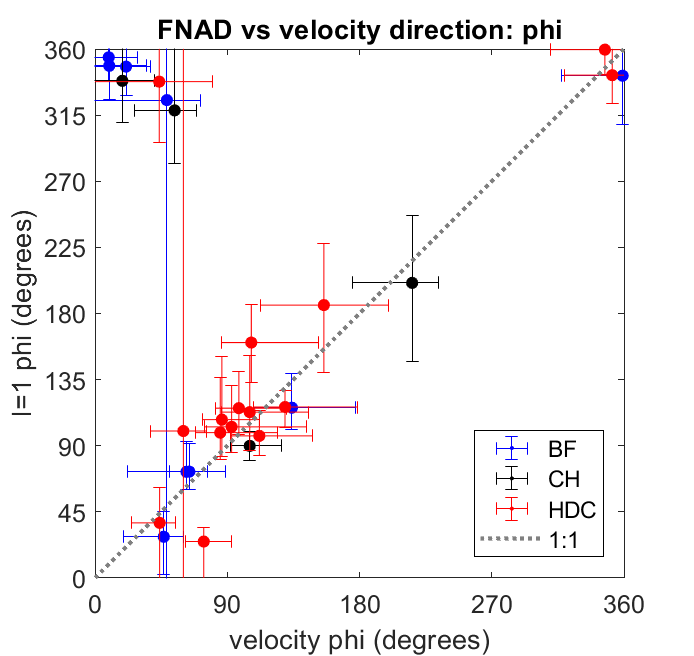 FNAD vs velocity direction: phi
l=1 phi (degrees)
360
315
270
225
180
135
90
45
0
BF
CH
HDC
1:1
0 90 180 270 360
velocity phi (degrees)